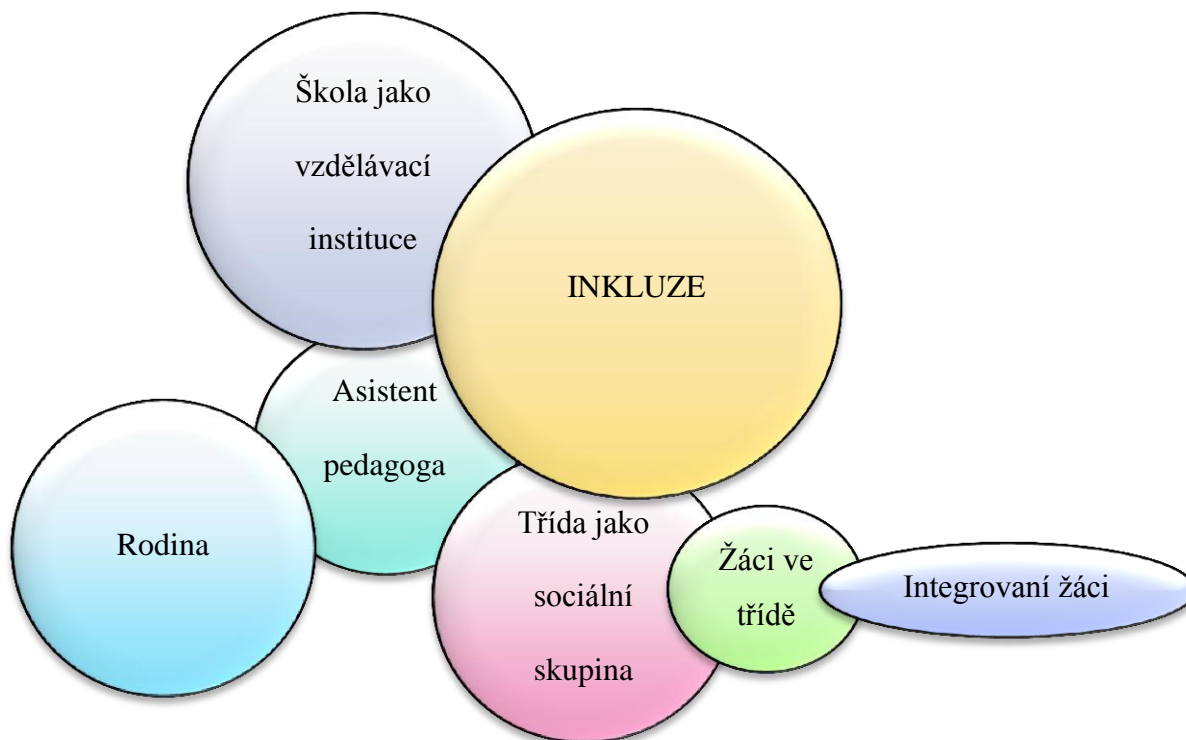 Škola jako
vzdělávací
instituce
INKLUZE
Asistent
pedagoga
Rodina
Třída jako
sociální
skupina
Žáci ve
třídě
Integrovaní žáci